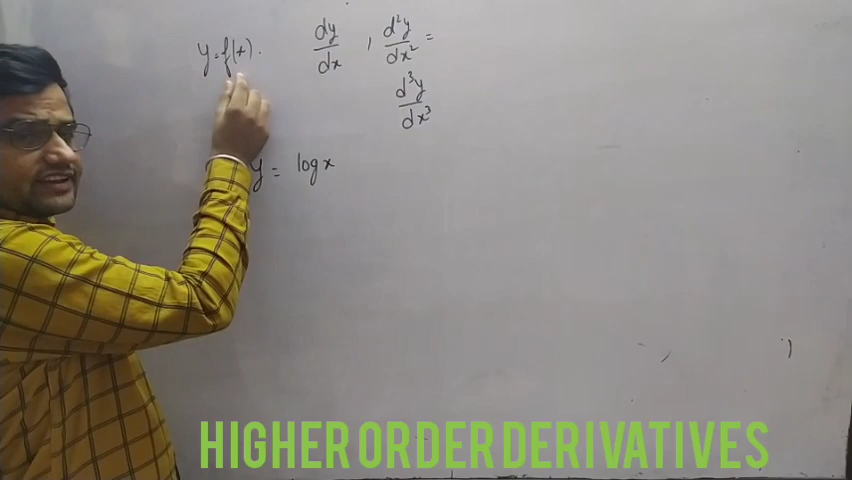 y = f(x). dy/dx , d²y/dx² =
d³y/dx³
y = log x
HIGHER ORDER DERIVATIVES